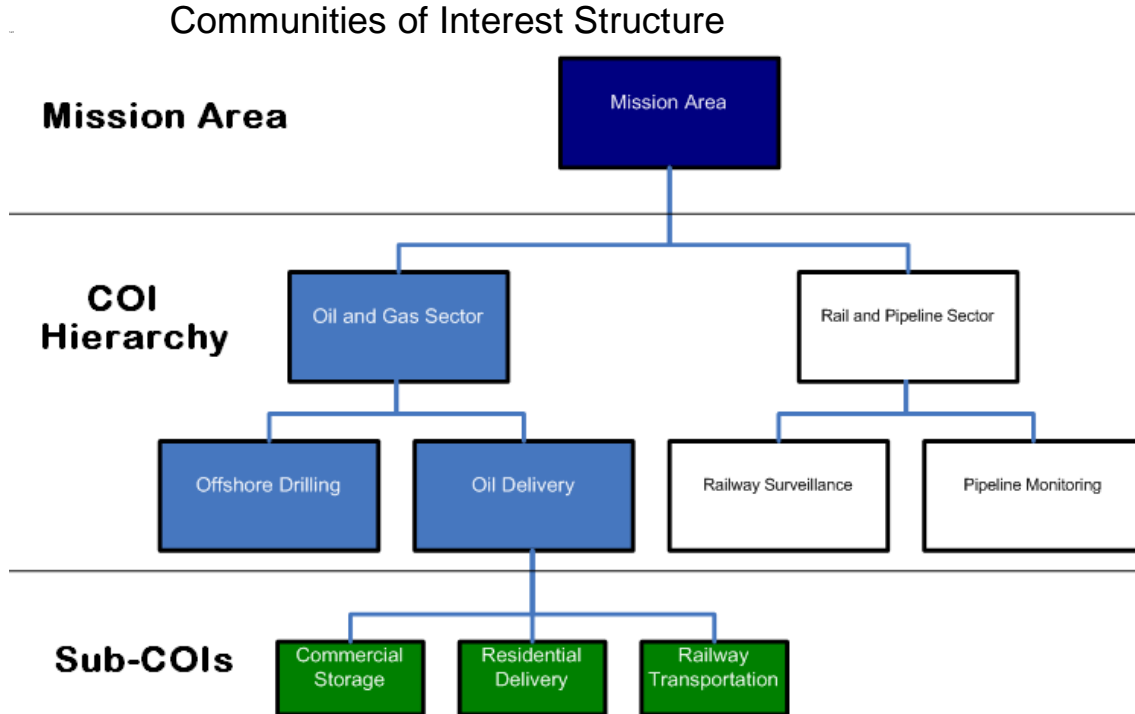 Communities of Interest Structure
Mission Area
Mission Area
COI
Hierarchy
Oil and Gas Sector
Rail and Pipeline Sector
Offshore Drilling
Oil Delivery
Railway Surveillance
Pipeline Monitoring
Sub-COIs
Commercial
Storage
Residential
Delivery
Railway
Transportation